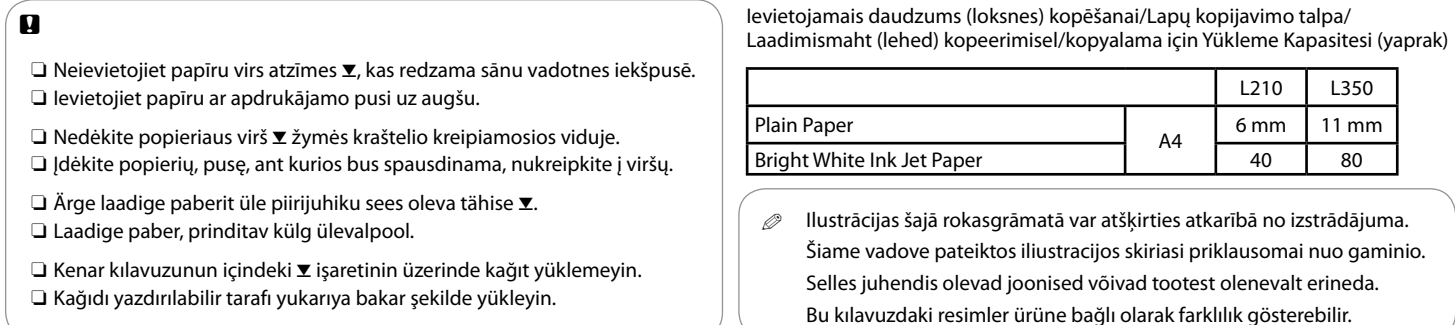 ❏ Neievietojiet papīru virs atzīmes ⯆, kas redzama sānu vadotnes iekšpusē.
❏ Ievietojiet papīru ar apdrukājamo pusi uz augšu.
❏ Nedėkite popieriaus virš ⯆ žymės kraštelio kreipiamosios viduje.
❏ Įdėkite popierių, pusę, ant kurios bus spausdinama, nukreipkite į viršų.
❏ Ärge laadige paberit üle piirijuhiku sees oleva tähise ⯆.
❏ Laadige paber, prinditav külg ülevalpool.
❏ Kenar kılavuzunun içindeki ⯆ işaretinin üzerinde kağıt yüklemeyin.
❏ Kağıdı yazdırılabilir tarafı yukarıya bakar şekilde yükleyin.
Ievietojamais daudzums (loksnes) kopēšanai/Lapų kopijavimo talpa/
Laadimismaht (lehed) kopeerimisel/kopyalama için Yükleme Kapasitesi (yaprak)
L210 L350
Plain Paper A4 6 mm 11 mm
Bright White Ink Jet Paper 40 80
Ilustrācijas šajā rokasgrāmatā var atšķirties atkarībā no izstrādājuma.
Šiame vadove pateiktos iliustracijos skiriasi priklausomai nuo gaminio.
Selles juhendis olevad joonised võivad tootest olenevalt erineda.
Bu kılavuzdaki resimler ürüne bağlı olarak farklılık gösterebilir.